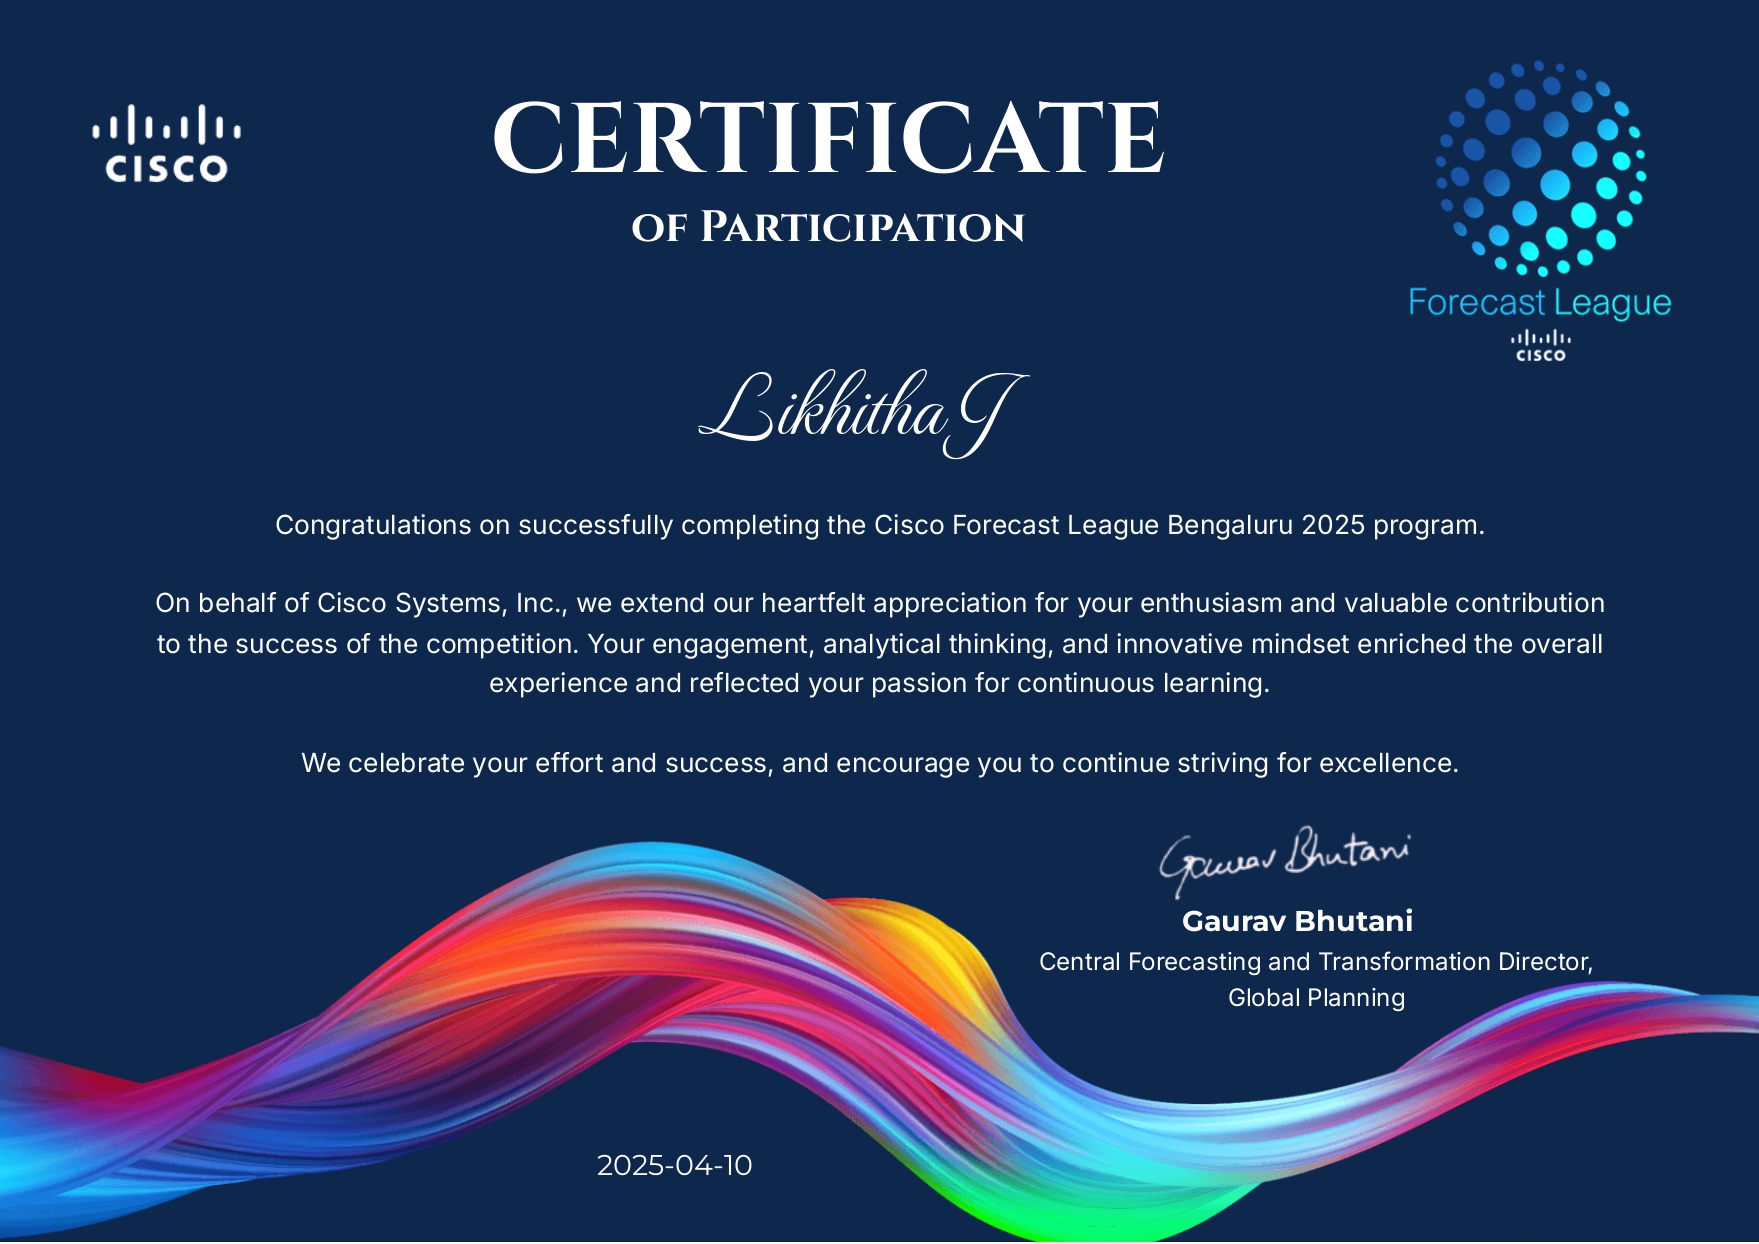 CISCO
CERTIFICATE
OF PARTICIPATION
Forecast League
CISCO
Likhitha J
Congratulations on successfully completing the Cisco Forecast League Bengaluru 2025 program.
On behalf of Cisco Systems, Inc., we extend our heartfelt appreciation for your enthusiasm and valuable contribution
to the success of the competition. Your engagement, analytical thinking, and innovative mindset enriched the overall
experience and reflected your passion for continuous learning.
We celebrate your effort and success, and encourage you to continue striving for excellence.
Gaurav Bhutani
Gaurav Bhutani
Central Forecasting and Transformation Director,
Global Planning
2025-04-10